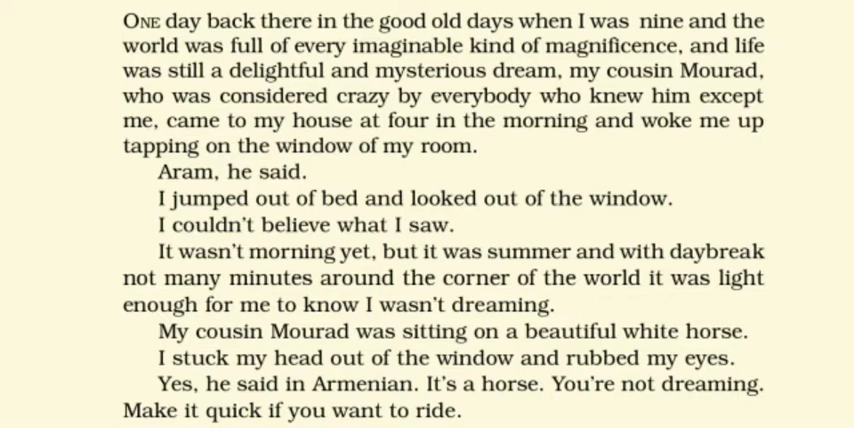 ONE day back there in the good old days when I was nine and the
world was full of every imaginable kind of magnificence, and life
was still a delightful and mysterious dream, my cousin Mourad,
who was considered crazy by everybody who knew him except
me, came to my house at four in the morning and woke me up
tapping on the window of my room.
Aram, he said.
I jumped out of bed and looked out of the window.
I couldn't believe what I saw.
It wasn't morning yet, but it was summer and with daybreak
not many minutes around the corner of the world it was light
enough for me to know I wasn't dreaming.
My cousin Mourad was sitting on a beautiful white horse.
I stuck my head out of the window and rubbed my eyes.
Yes, he said in Armenian. It's a horse. You're not dreaming.
Make it quick if you want to ride.